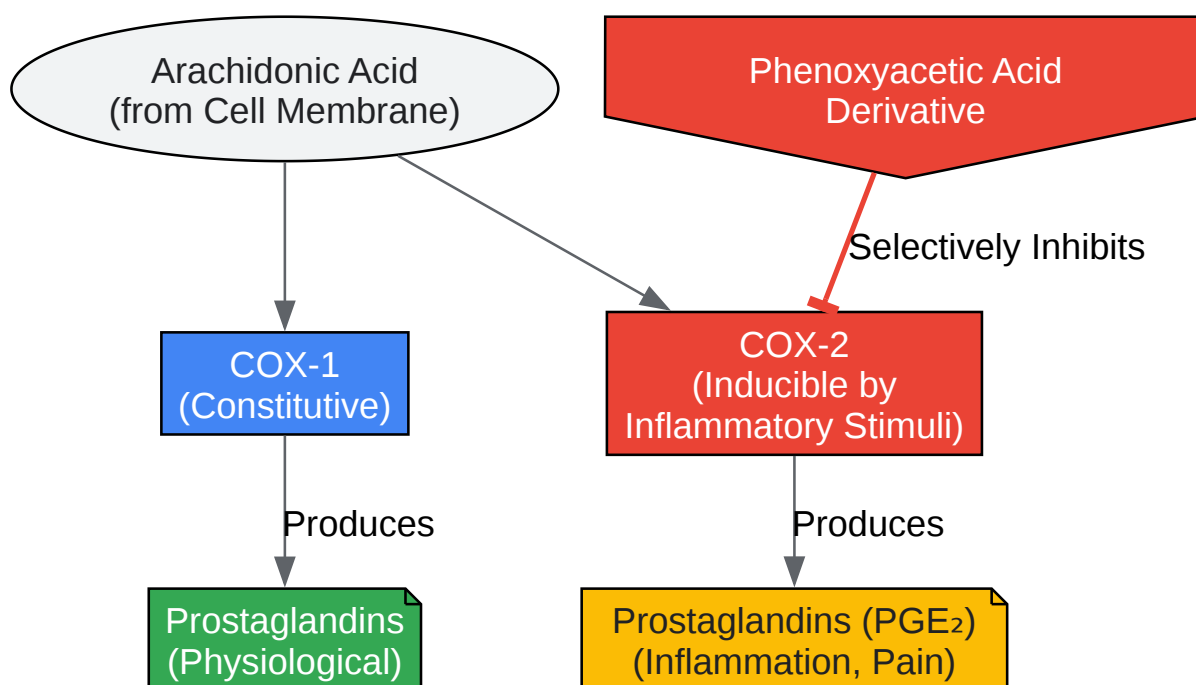 Arachidonic Acid
(from Cell Membrane)
Phenoxyacetic Acid
Derivative
Selectively Inhibits
COX-1
(Constitutive)
COX-2
(Inducible by
Inflammatory Stimuli)
Produces
Produces
Prostaglandins
(Physiological)
Prostaglandins (PGE₂)
(Inflammation, Pain)